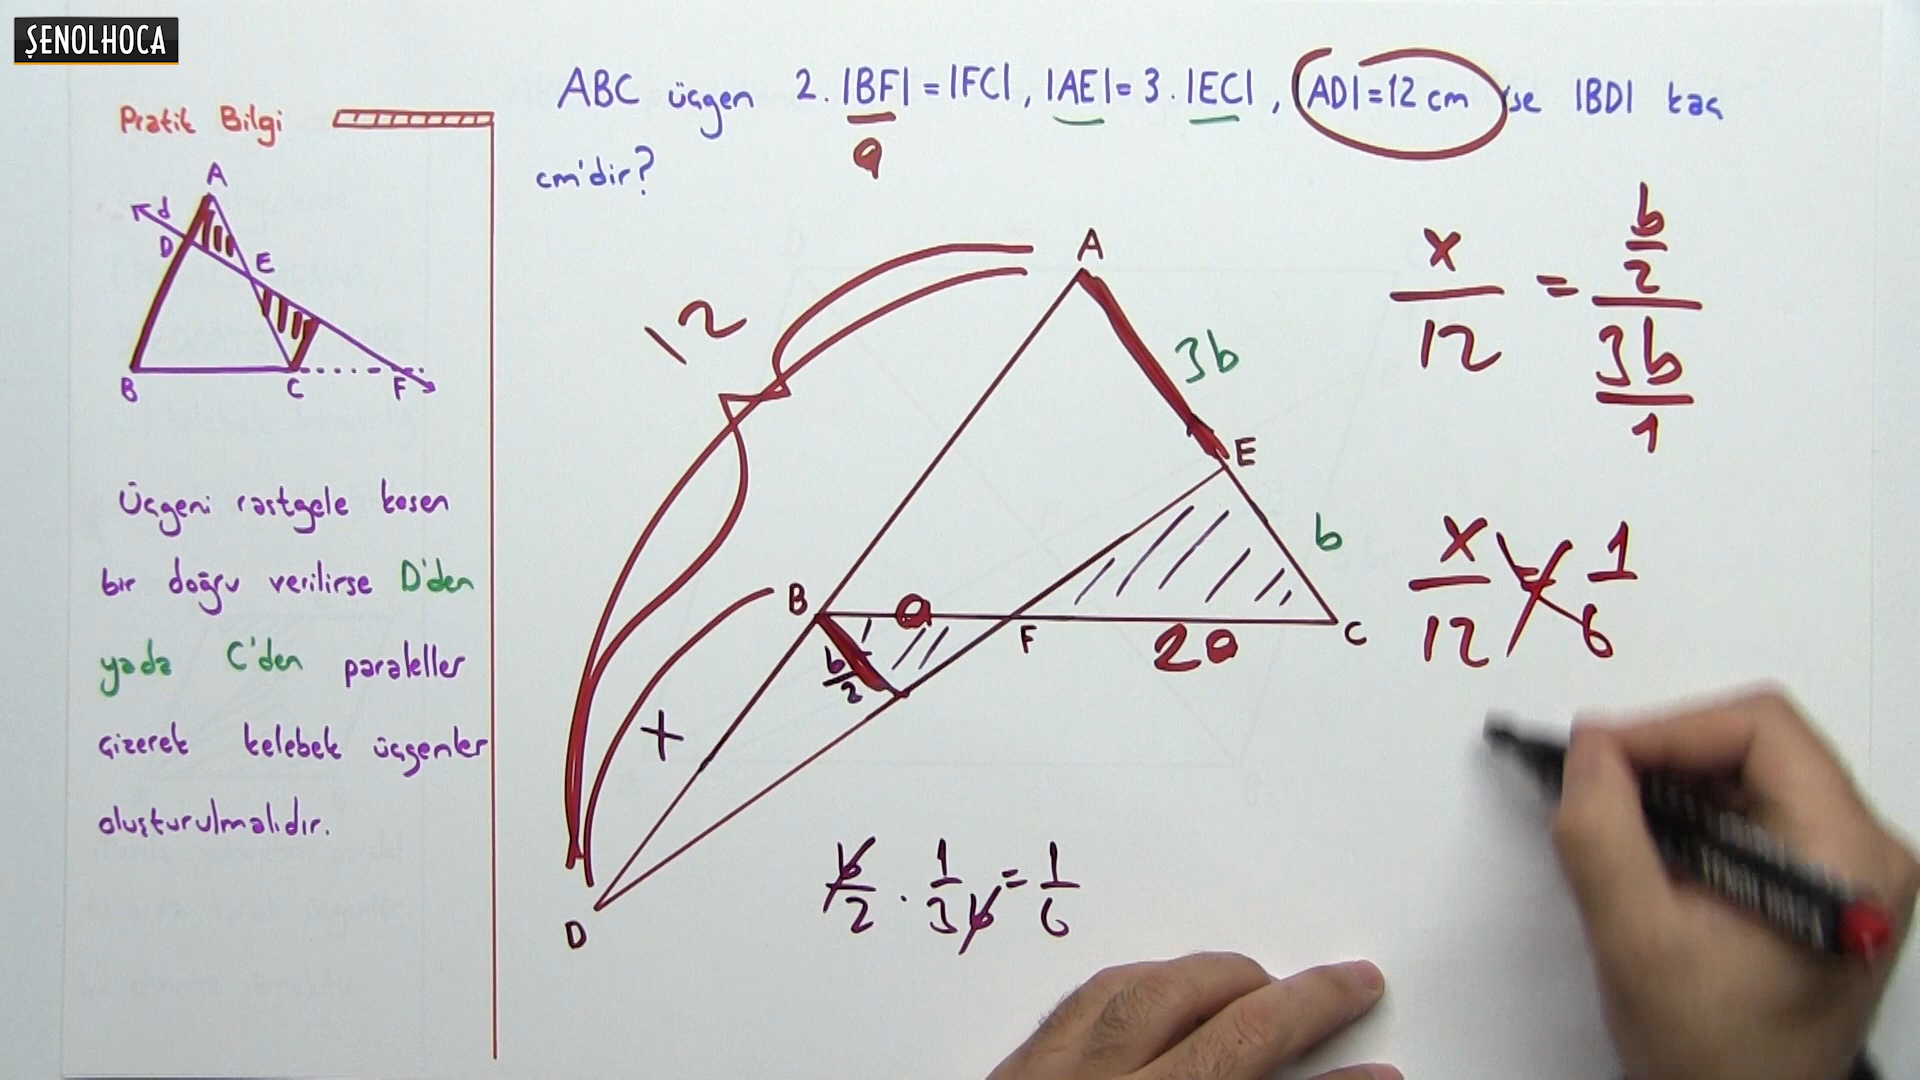 ŞENOLHOCA
ABC üçgen 2.|BF|=|FC|, |AE|=3.|EC|, |AD|=12 cm ise |BD| kaç
cm'dir?
a
Pratik Bilgi
A
d
D
E
B
C
F
Üçgeni rastgele kesen
bir doğru verilirse D'den
yada C'den paraleller
çizerek kelebek üçgenler
oluşturulmalıdır.
A
12
3b
E
b
B
a
F
2a
C
b/2
x
D
x/12 = b/2 / 3b/1
x/12 = 1/6
b/2 . 1/3b = 1/6